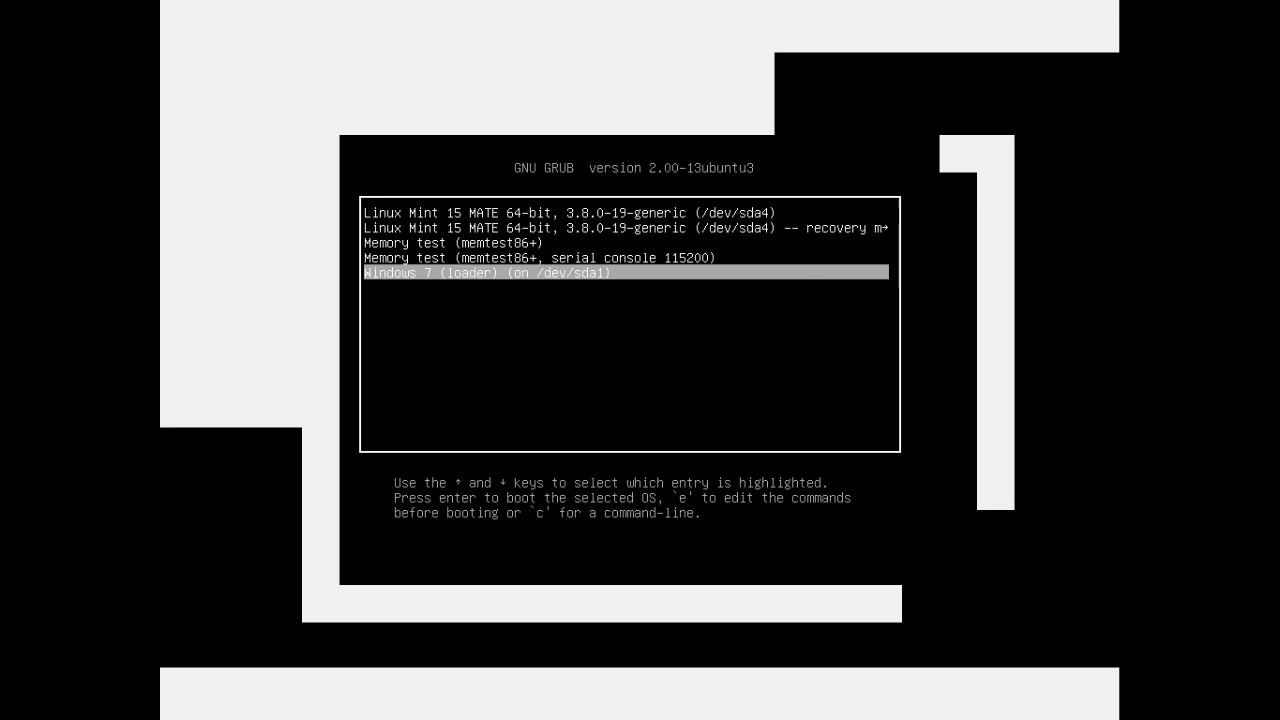 GNU GRUB  version 2.00-13ubuntu3
Linux Mint 15 MATE 64-bit, 3.8.0-19-generic (/dev/sda4)
Linux Mint 15 MATE 64-bit, 3.8.0-19-generic (/dev/sda4) -- recovery m→
Memory test (memtest86+)
Memory test (memtest86+, serial console 115200)
Windows 7 (loader) (on /dev/sda1)
Use the ↑ and ↓ keys to select which entry is highlighted.
Press enter to boot the selected OS, `e' to edit the commands
before booting or `c' for a command-line.